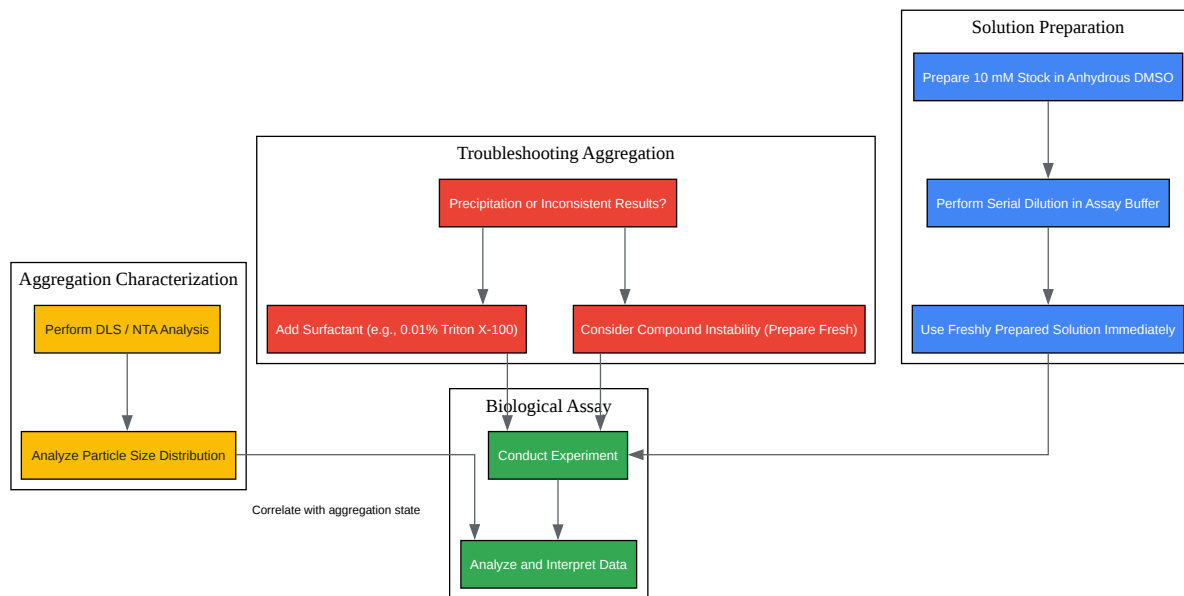 Solution Preparation
Prepare 10 mM Stock in Anhydrous DMSO
Perform Serial Dilution in Assay Buffer
Use Freshly Prepared Solution Immediately
Troubleshooting Aggregation
Precipitation or Inconsistent Results?
Add Surfactant (e.g., 0.01% Triton X-100)
Consider Compound Instability (Prepare Fresh)
Aggregation Characterization
Perform DLS / NTA Analysis
Analyze Particle Size Distribution
Correlate with aggregation state
Biological Assay
Conduct Experiment
Analyze and Interpret Data